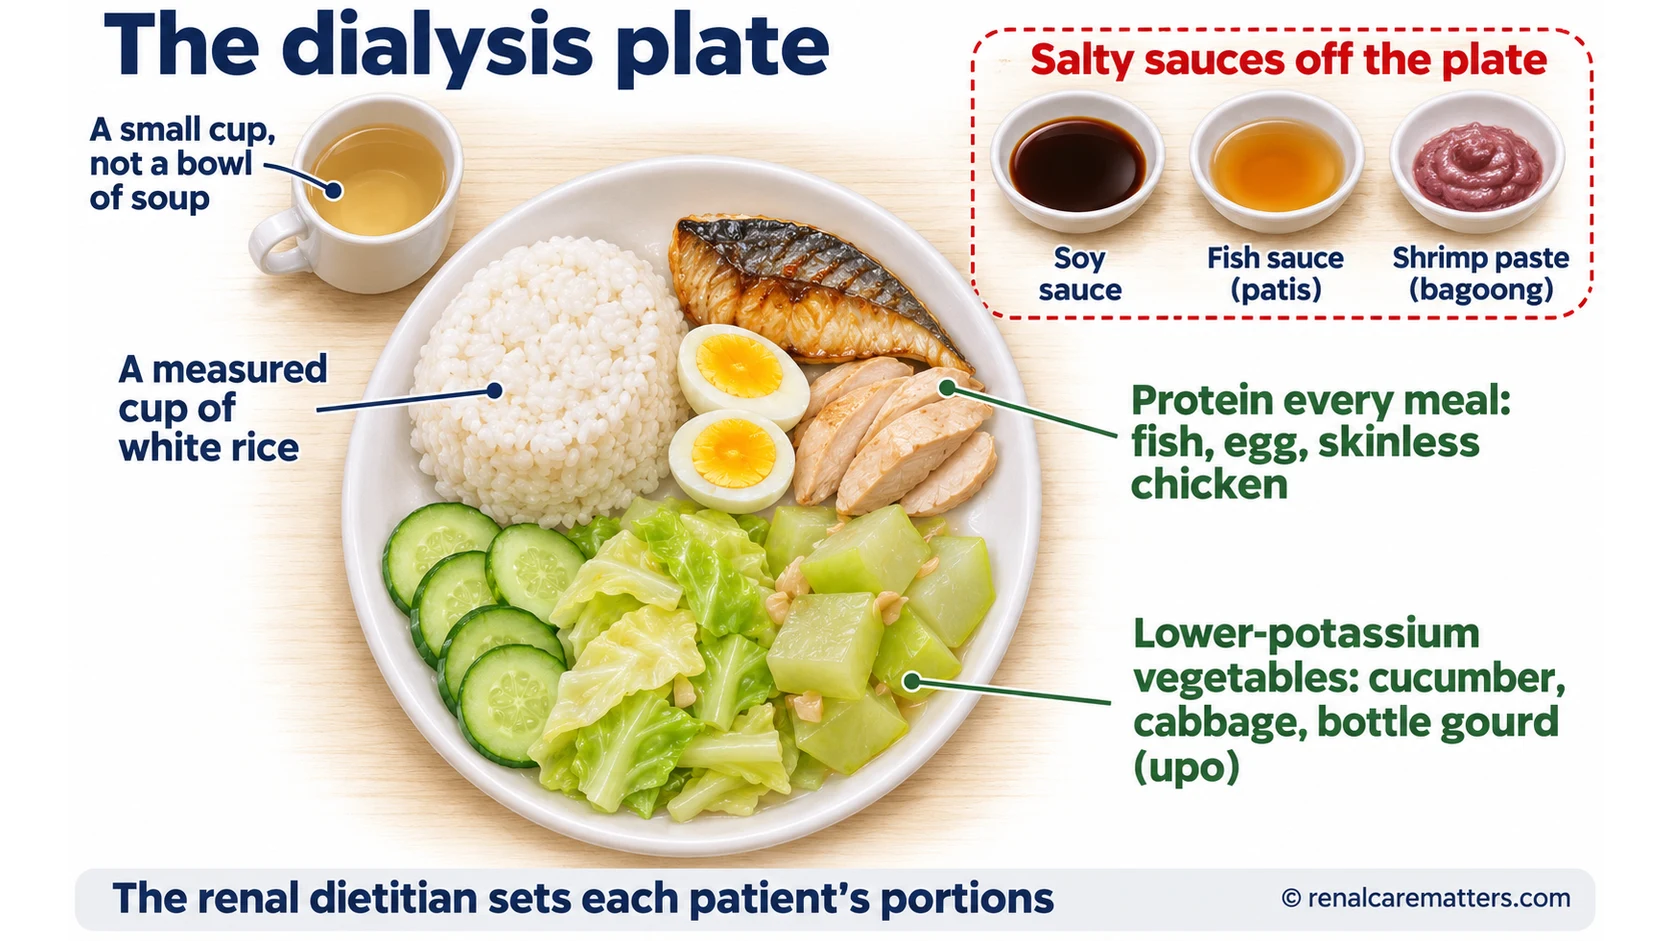 The dialysis plate
A small cup,
not a bowl
of soup
Salty sauces off the plate
Soy
sauce
Fish sauce
(patis)
Shrimp paste
(bagoong)
A measured
cup of
white rice
Protein every meal:
fish, egg, skinless
chicken
Lower-potassium
vegetables: cucumber,
cabbage, bottle gourd
(upo)
The renal dietitian sets each patient’s portions
© renalcarematters.com